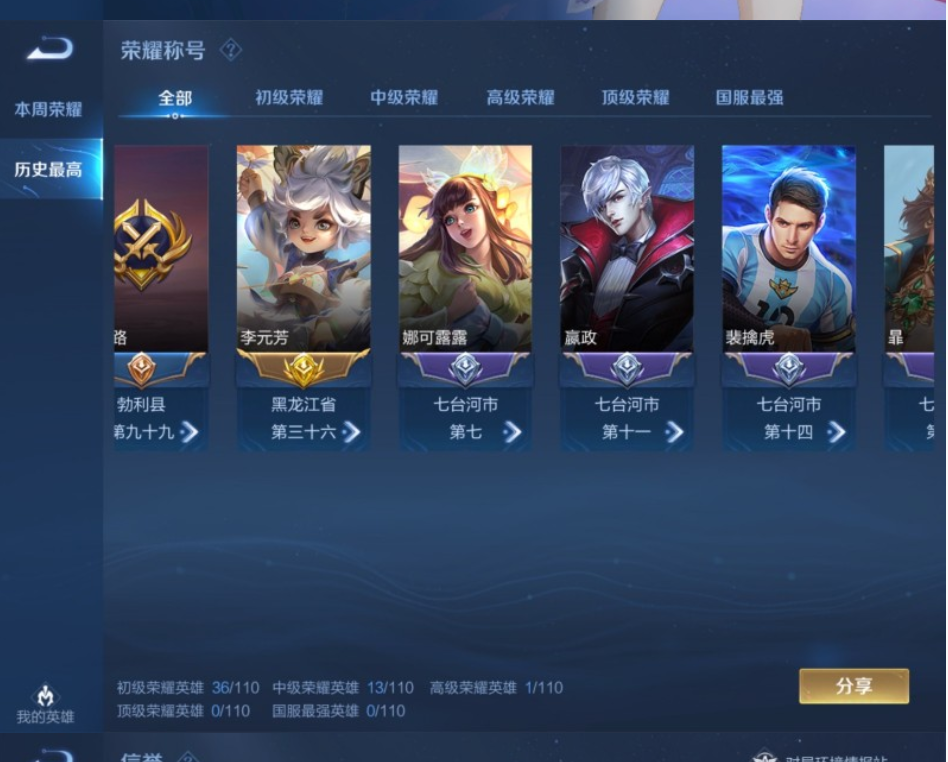 荣耀称号
本周荣耀
历史最高
全部 初级荣耀 中级荣耀 高级荣耀 顶级荣耀 国服最强
路 李元芳 娜可露露 嬴政 裴擒虎
勃利县 黑龙江省 七台河市 七台河市 七台河市 七
第九十九 第三十六 第七 第十一 第十四
初级荣耀英雄 36/110 中级荣耀英雄 13/110 高级荣耀英雄 1/110
顶级荣耀英雄 0/110 国服最强英雄 0/110
分享
我的英雄
信誉